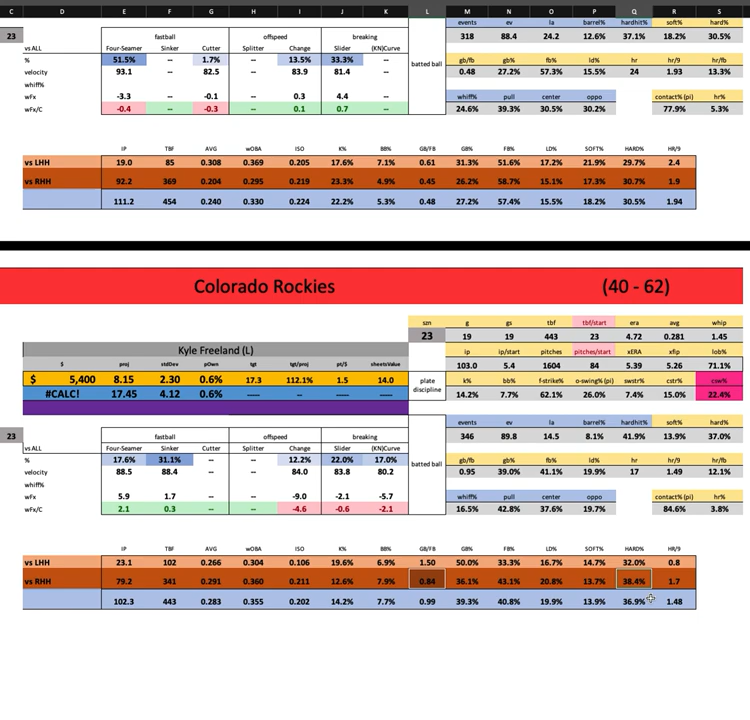 C D E F G H I J K L M N O P Q R S
events ev la barrel% hardhit% soft% hard%
23 fastball offspeed breaking 318 88.4 24.2 12.6% 37.1% 18.2% 30.5%
vs ALL Four-Seamer Sinker Cutter Splitter Change Slider (KN)Curve
% 51.5% -- 1.7% -- 13.5% 33.3% -- batted ball gb/fb gb% fb% ld% hr hr/9 hr/fb
velocity 93.1 -- 82.5 -- 83.9 81.4 -- 0.48 27.2% 57.3% 15.5% 24 1.93 13.3%
whiff%
wFx -3.3 -- -0.1 -- 0.3 4.4 -- whiff% pull center oppo contact% (pi) hr%
wFx/C -0.4 -- -0.3 -- 0.1 0.7 -- 24.6% 39.3% 30.5% 30.2% 77.9% 5.3%
IP TBF AVG wOBA ISO K% BB% GB/FB GB% FB% LD% SOFT% HARD% HR/9
vs LHH 19.0 85 0.308 0.369 0.205 17.6% 7.1% 0.61 31.3% 51.6% 17.2% 21.9% 29.7% 2.4
vs RHH 92.2 369 0.204 0.295 0.219 23.3% 4.9% 0.45 26.2% 58.7% 15.1% 17.3% 30.7% 1.9
111.2 454 0.240 0.330 0.224 22.2% 5.3% 0.48 27.2% 57.4% 15.5% 18.2% 30.5% 1.94
Colorado Rockies (40 - 62)
szn g gs tbf tbf/start era avg whip
23 19 19 443 23 4.72 0.281 1.45
Kyle Freeland (L) ip ip/start pitches pitches/start xERA xfip lob%
$ proj stdDev pOwn tgt tgt/proj pt/$ sheetsValue 103.0 5.4 1604 84 5.39 5.26 71.1%
$ 5,400 8.15 2.30 0.6% 17.3 112.1% 1.5 14.0 plate discipline k% bb% f-strike% o-swing% (pi) swstr% cstr% csw%
#CALC! 17.45 4.12 0.6% ---- -- ---- ---- 14.2% 7.7% 62.1% 26.0% 7.4% 15.0% 22.4%
events ev la barrel% hardhit% soft% hard%
23 fastball offspeed breaking 346 89.8 14.5 8.1% 41.9% 13.9% 37.0%
vs ALL Four-Seamer Sinker Cutter Splitter Change Slider (KN)Curve
% 17.6% 31.1% -- -- 12.2% 22.0% 17.0% batted ball gb/fb gb% fb% ld% hr hr/9 hr/fb
velocity 88.5 88.4 -- -- 84.0 83.8 80.2 0.95 39.0% 41.1% 19.9% 17 1.49 12.1%
whiff%
wFx 5.9 1.7 -- -- -9.0 -2.1 -5.7 whiff% pull center oppo contact% (pi) hr%
wFx/C 2.1 0.3 -- -- -4.6 -0.6 -2.1 16.5% 42.8% 37.6% 19.7% 84.6% 3.8%
IP TBF AVG wOBA ISO K% BB% GB/FB GB% FB% LD% SOFT% HARD% HR/9
vs LHH 23.1 102 0.266 0.304 0.106 19.6% 6.9% 1.50 50.0% 33.3% 16.7% 14.7% 32.0% 0.8
vs RHH 79.2 341 0.291 0.360 0.211 12.6% 7.9% 0.84 36.1% 43.1% 20.8% 13.7% 38.4% 1.7
102.3 443 0.283 0.355 0.202 14.2% 7.7% 0.99 39.3% 40.8% 19.9% 13.9% 36.9% 1.48